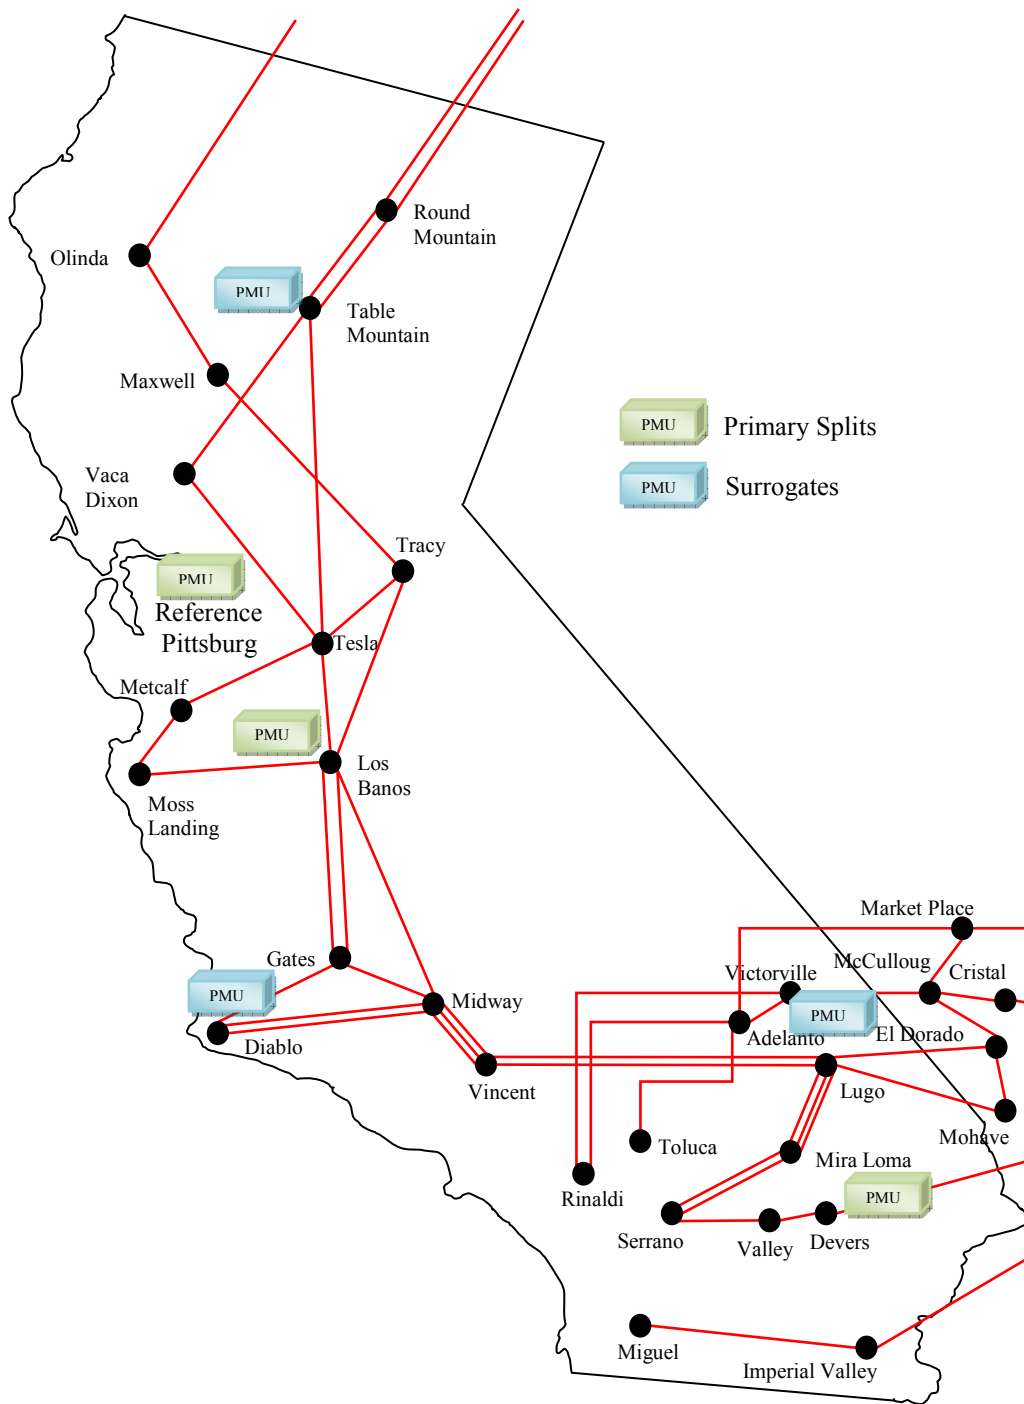 Round
Mountain
Olinda
PMU
Table
Mountain
Maxwell
PMU
Primary Splits
PMU
Surrogates
Vaca
Dixon
Tracy
PMU
Reference
Pittsburg
Tesla
Metcalf
PMU
Los
Banos
Moss
Landing
Market Place
Gates
McCulloug
Victorville
Cristal
PMU
Midway
PMU
Adelanto
El Dorado
Diablo
Vincent
Lugo
Mohave
Toluca
Mira Loma
Rinaldi
PMU
Serrano
Valley
Devers
Miguel
Imperial Valley